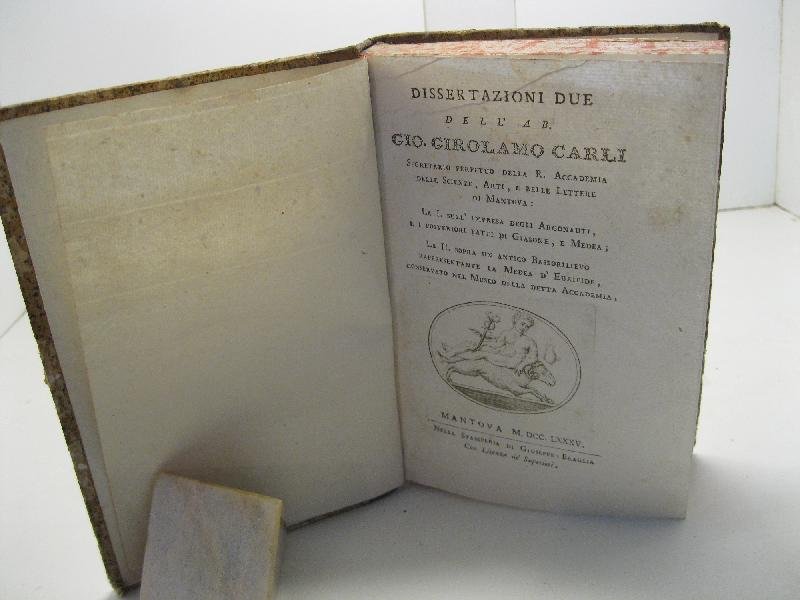 DISSERTAZIONI DUE
DELL' AB.
GIO. GIROLAMO CARLI
SEGRETARIO PERPETUO DELLA R. ACCADEMIA
DELLE SCIENZE, ARTI, E BELLE LETTERE
DI MANTOVA:
LA I. SULL' IMPRESA DEGLI ARGONAUTI,
E I POSTERIORI FATTI DI GIASONE, E MEDEA;
LA II. SOPRA UN ANTICO BASSORILIEVO
RAPPRESENTANTE LA MEDEA D' EURIPIDE,
CONSERVATO NEL MUSEO DELLA DETTA ACCADEMIA.
MANTOVA M. DCC. LXXXV.
NELLA STAMPERIA DI GIUSEPPE BRAGLIA
Con Licenza de' Superiori.